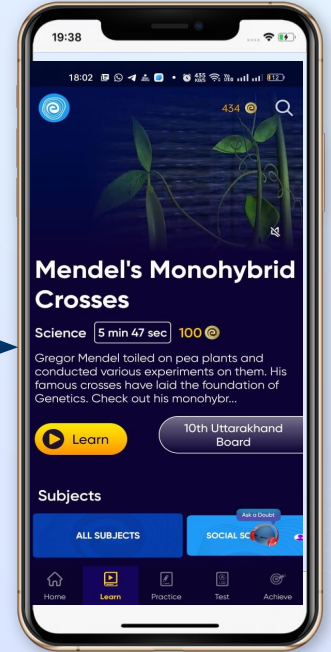 19:38
18:02
434
Mendel's Monohybrid
Crosses
Science 5 min 47 sec 100
Gregor Mendel toiled on pea plants and
conducted various experiments on them. His
famous crosses have laid the foundation of
Genetics. Check out his monohybr...
Learn
10th Uttarakhand
Board
Subjects
Ask a Doubt
ALL SUBJECTS
SOCIAL SC
Home
Learn
Practice
Test
Achieve